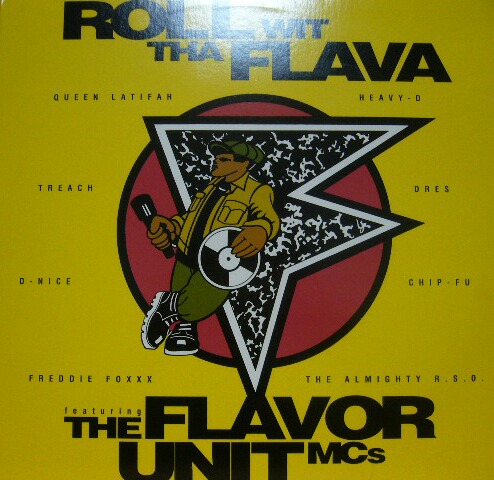 ROLL WIT
THA FLAVA
QUEEN LATIFAH
HEAVY-D
TREACH
DRES
D-NICE
CHIP-FU
FREDDIE FOXXX
THE ALMIGHTY R.S.O.
featuring
THE FLAVOR
UNIT MCs